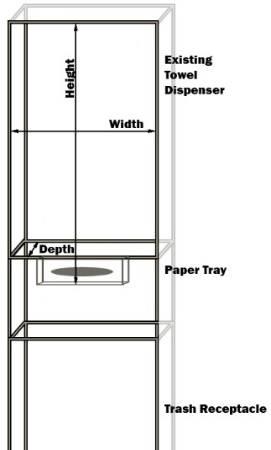 Existing
Towel
Dispenser
Height
Width
Depth
Paper Tray
Trash Receptacle